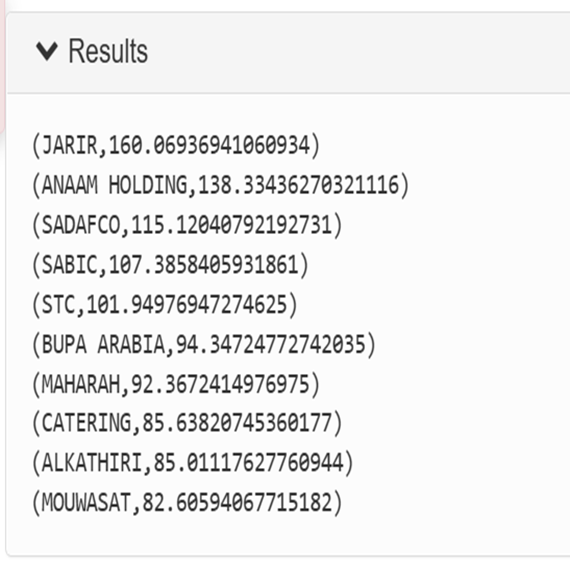 Results
(JARIR,160.06936941060934)
(ANAAM HOLDING,138.33436270321116)
(SADAFCO,115.12040792192731)
(SABIC,107.3858405931861)
(STC,101.94976947274625)
(BUPA ARABIA,94.34724772742035)
(MAHARAH,92.3672414976975)
(CATERING,85.63820745360177)
(ALKATHIRI,85.01117627760944)
(MOUWASAT,82.60594067715182)